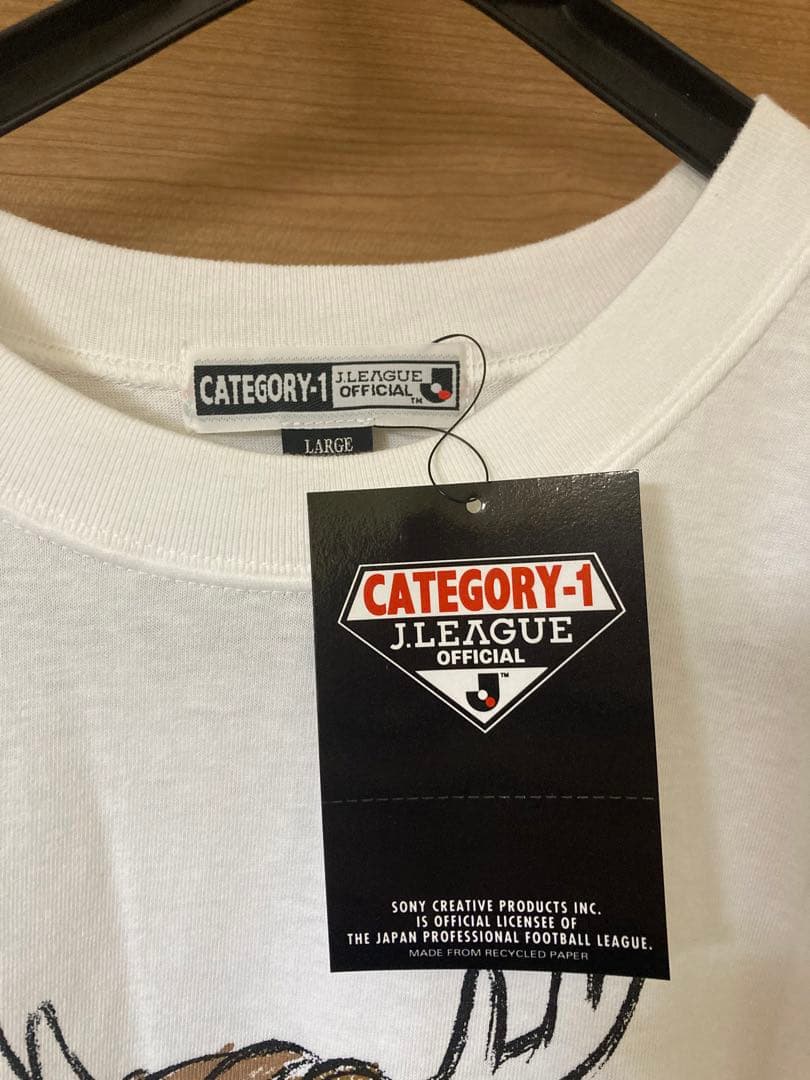 CATEGORY-1
J.LEAGUE
OFFICIAL
TM
LARGE
CATEGORY-1
J.LEAGUE
OFFICIAL
TM
SONY CREATIVE PRODUCTS INC.
IS OFFICIAL LICENSEE OF
THE JAPAN PROFESSIONAL FOOTBALL LEAGUE.
MADE FROM RECYCLED PAPER